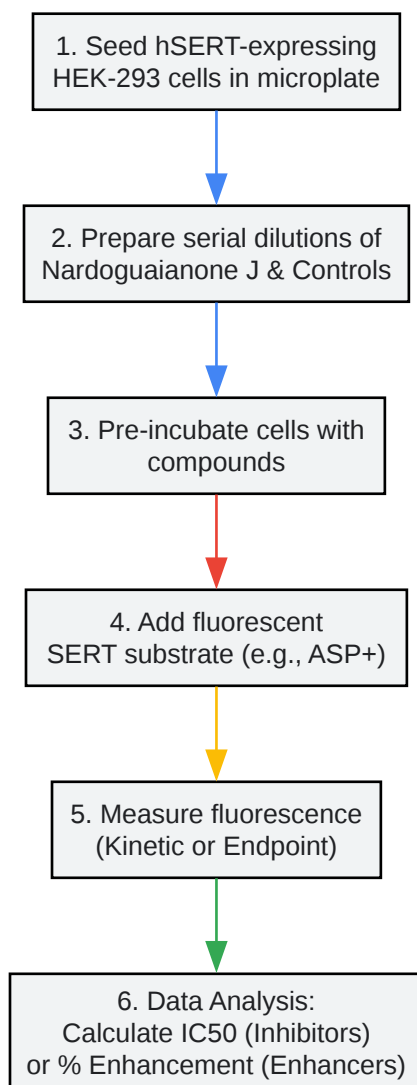 1. Seed hSERT-expressing
HEK-293 cells in microplate
2. Prepare serial dilutions of
Nardoguaianone J & Controls
3. Pre-incubate cells with
compounds
4. Add fluorescent
SERT substrate (e.g., ASP+)
5. Measure fluorescence
(Kinetic or Endpoint)
6. Data Analysis:
Calculate IC50 (Inhibitors)
or % Enhancement (Enhancers)